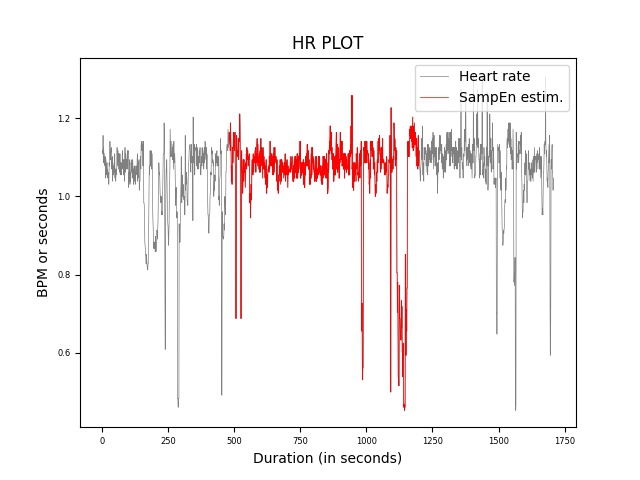 HR PLOT
Heart rate
SampEn estim.
1.2
1.0
0.8
0.6
BPM or seconds
0
250
500
750
1000
1250
1500
1750
Duration (in seconds)